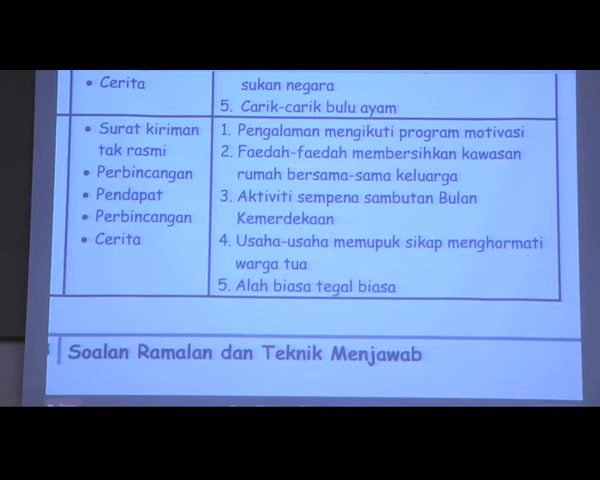 • Cerita
sukan negara
5. Carik-carik bulu ayam
• Surat kiriman
tak rasmi
• Perbincangan
• Pendapat
• Perbincangan
• Cerita
1. Pengalaman mengikuti program motivasi
2. Faedah-faedah membersihkan kawasan
rumah bersama-sama keluarga
3. Aktiviti sempena sambutan Bulan
Kemerdekaan
4. Usaha-usaha memupuk sikap menghormati
warga tua
5. Alah biasa tegal biasa
Soalan Ramalan dan Teknik Menjawab